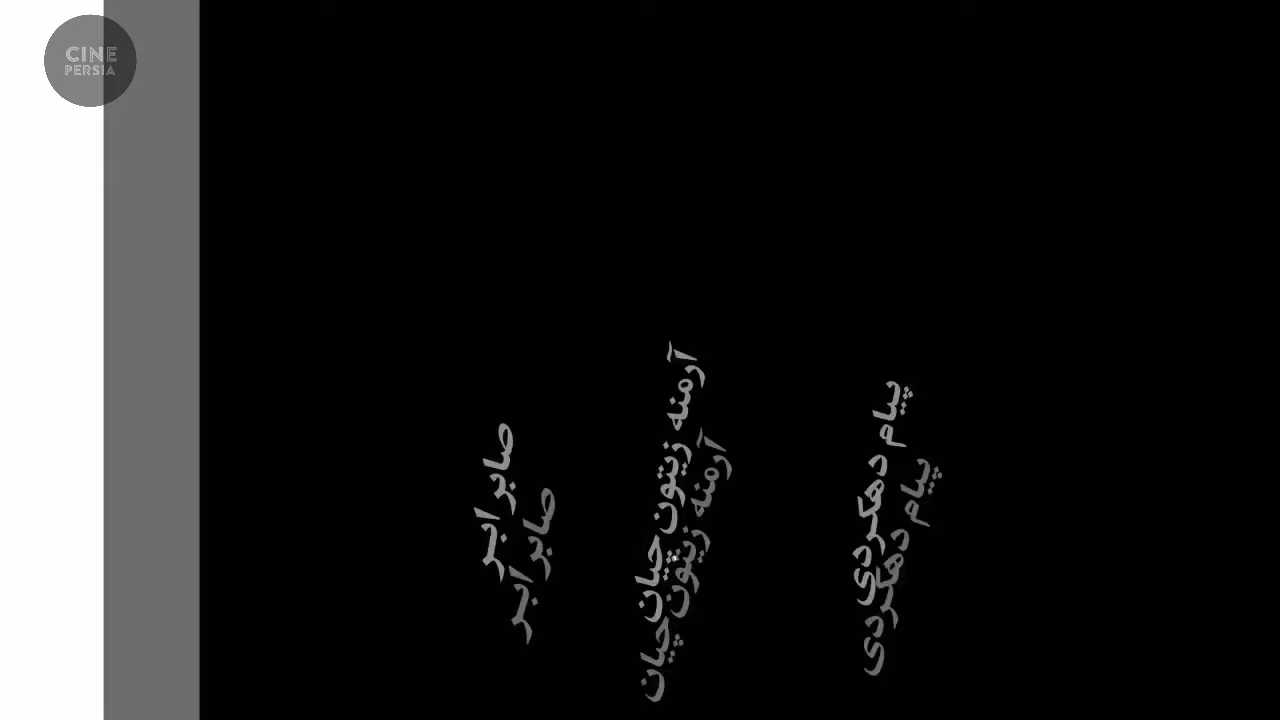 CINE
PERSIA
پیام دهکردی
پیام دهکردی
آرمنه زیتون چیان
آرمنه زیتون چیان
صابر ابر
صابر ابر